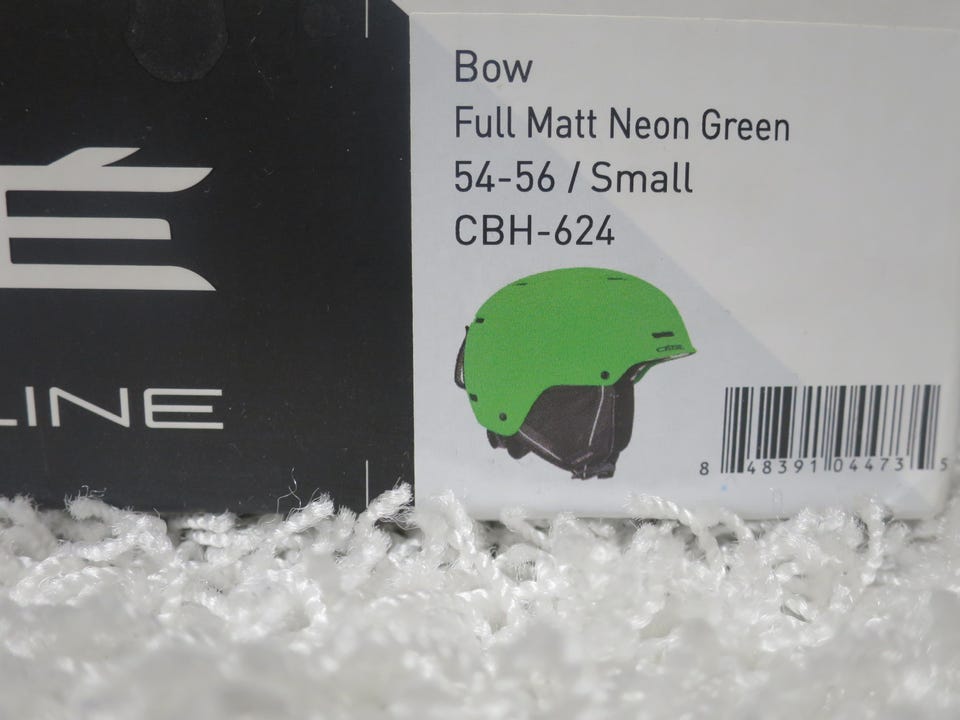 É
LINE
Bow
Full Matt Neon Green
54-56 / Small
CBH-624
8 48391 04473 5